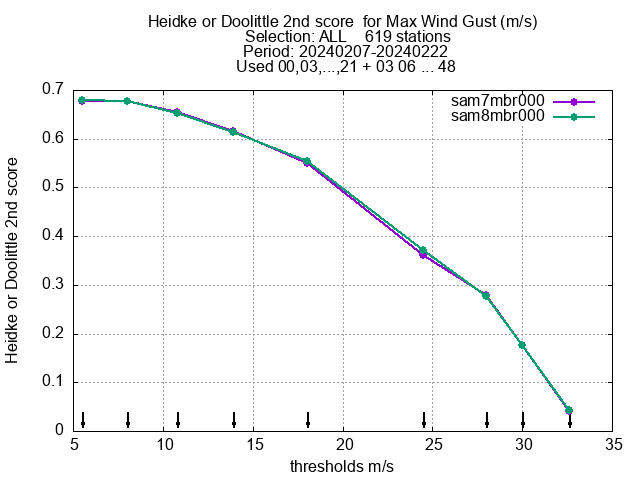 Heidke or Doolittle 2nd score  for Max Wind Gust (m/s)
Selection: ALL    619 stations
Period: 20240207-20240222
Used 00,03,...,21 + 03 06 ... 48
sam7mbr000
sam8mbr000
Heidke or Doolittle 2nd score
0.7
0.6
0.5
0.4
0.3
0.2
0.1
0
5 10 15 20 25 30 35
thresholds m/s